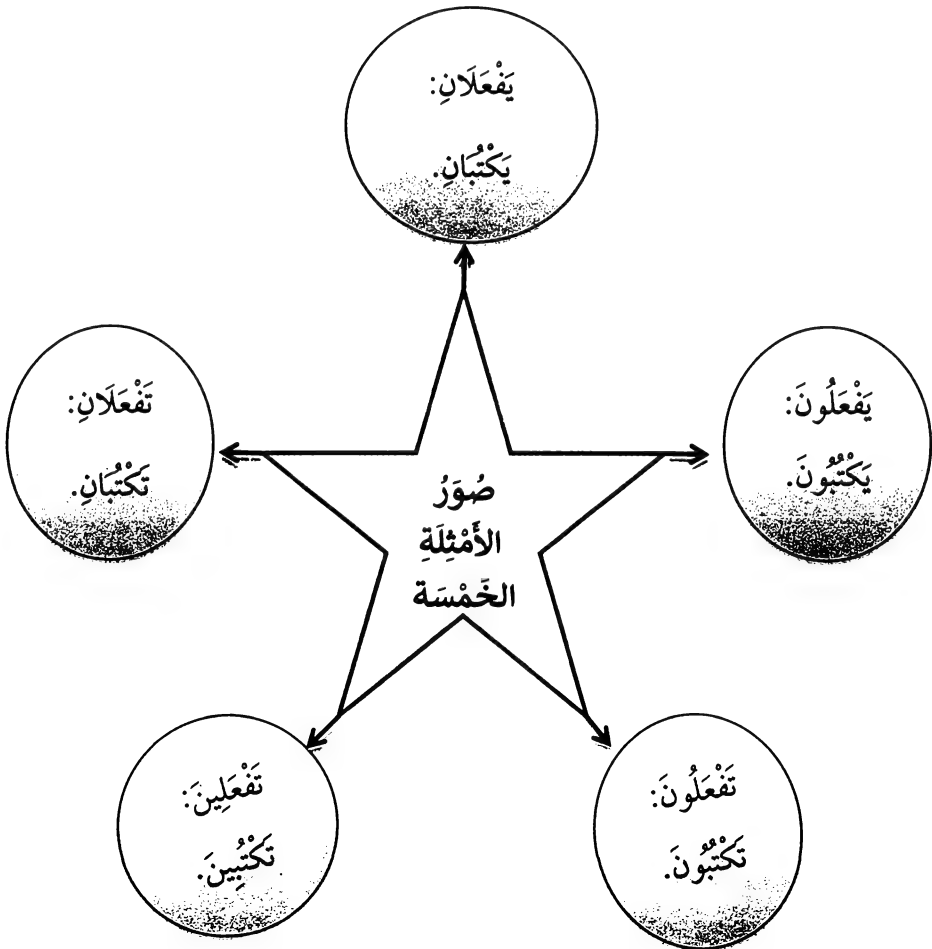 يَفْعَلَانِ:
يَكْتُبَانِ.
يَفْعَلُونَ:
يَكْتُبُونَ.
تَفْعَلَانِ:
تَكْتُبَانِ.
صُوَرُ
الأَمْثِلَةِ
الخَمْسَة
تَفْعَلُونَ:
تَكْتُبُونَ.
تَفْعَلِينَ:
تَكْتُبِينَ.